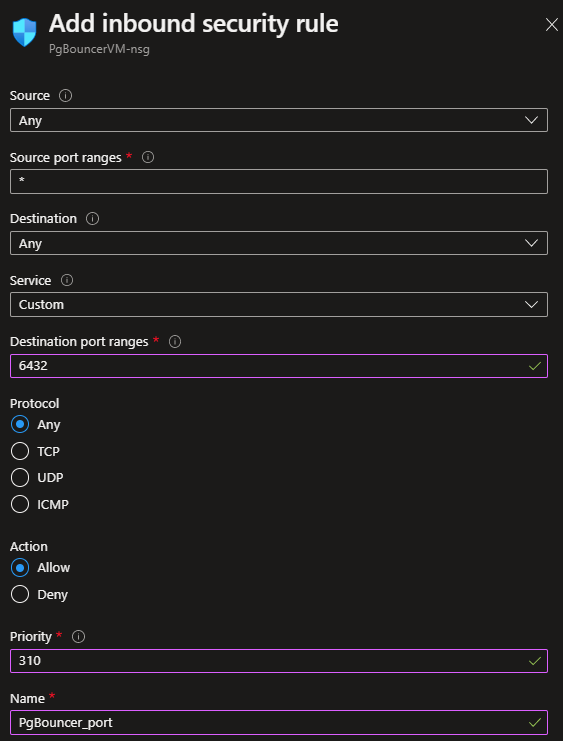 Add inbound security rule
PgBouncerVM-nsg
Source
Any
Source port ranges *
*
Destination
Any
Service
Custom
Destination port ranges *
6432
Protocol
Any
TCP
UDP
ICMP
Action
Allow
Deny
Priority *
310
Name *
PgBouncer_port